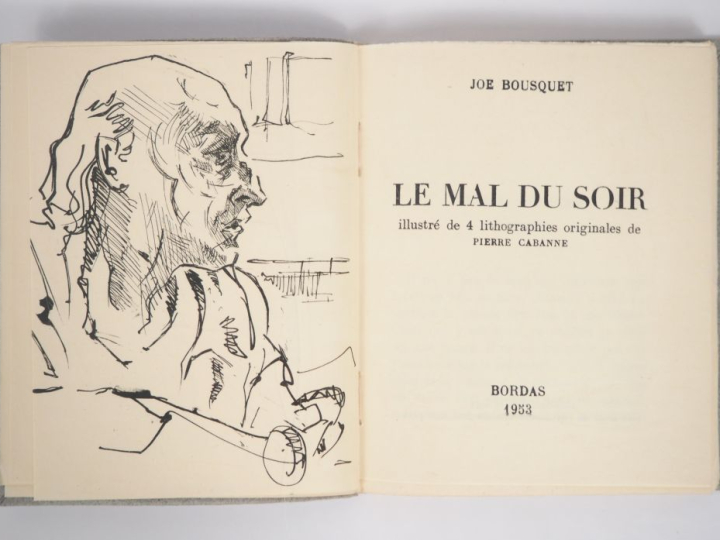 JOE BOUSQUET
LE MAL DU SOIR
illustré de 4 lithographies originales de
PIERRE CABANNE
BORDAS
1953